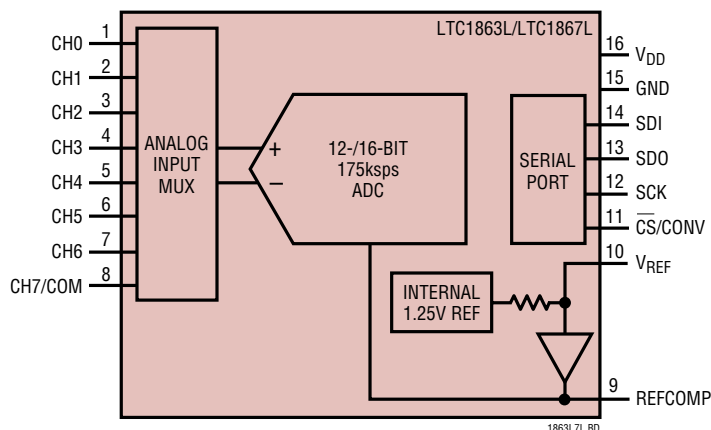 LTC1863L/LTC1867L
1
CH0
2
CH1
3
CH2
4
CH3
5
CH4
6
CH5
7
CH6
8
CH7/COM
ANALOG
INPUT
MUX
+
–
12-/16-BIT
175ksps
ADC
SERIAL
PORT
INTERNAL
1.25V REF
16
VDD
15
GND
14
SDI
13
SDO
12
SCK
11
CS/CONV
10
VREF
9
REFCOMP
1863L7L BD